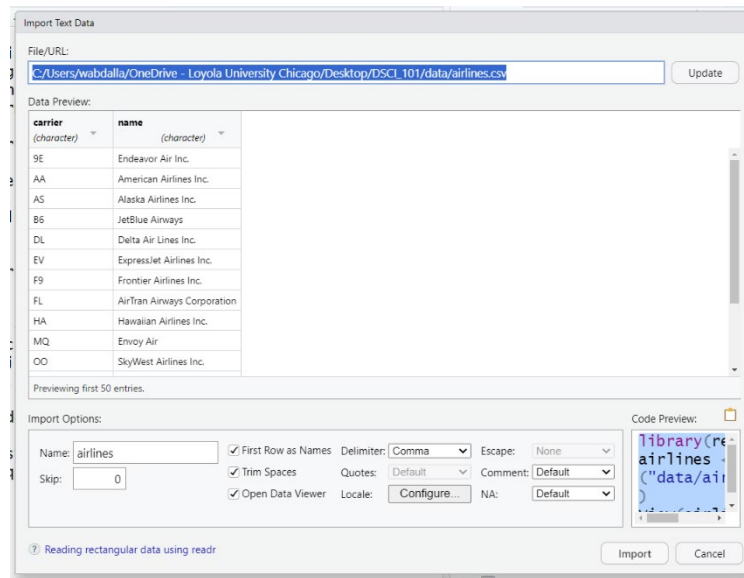 Import Text Data
File/URL:
C:/Users/wabdalla/OneDrive - Loyola University Chicago/Desktop/DSCI_101/data/airlines.csv
Update
Data Preview:
carrier name
(character) (character)
9E Endeavor Air Inc.
AA American Airlines Inc.
AS Alaska Airlines Inc.
B6 JetBlue Airways
DL Delta Air Lines Inc.
EV ExpressJet Airlines Inc.
F9 Frontier Airlines Inc.
FL AirTran Airways Corporation
HA Hawaiian Airlines Inc.
MQ Envoy Air
OO SkyWest Airlines Inc.
Previewing first 50 entries.
Import Options: Code Preview:
Name: airlines First Row as Names Delimiter: Comma Escape: None
Skip: 0 Trim Spaces Quotes: Default Comment: Default
Open Data Viewer Locale: Configure... NA: Default
library(re
airlines
("data/air
)
? Reading rectangular data using readr
Import Cancel